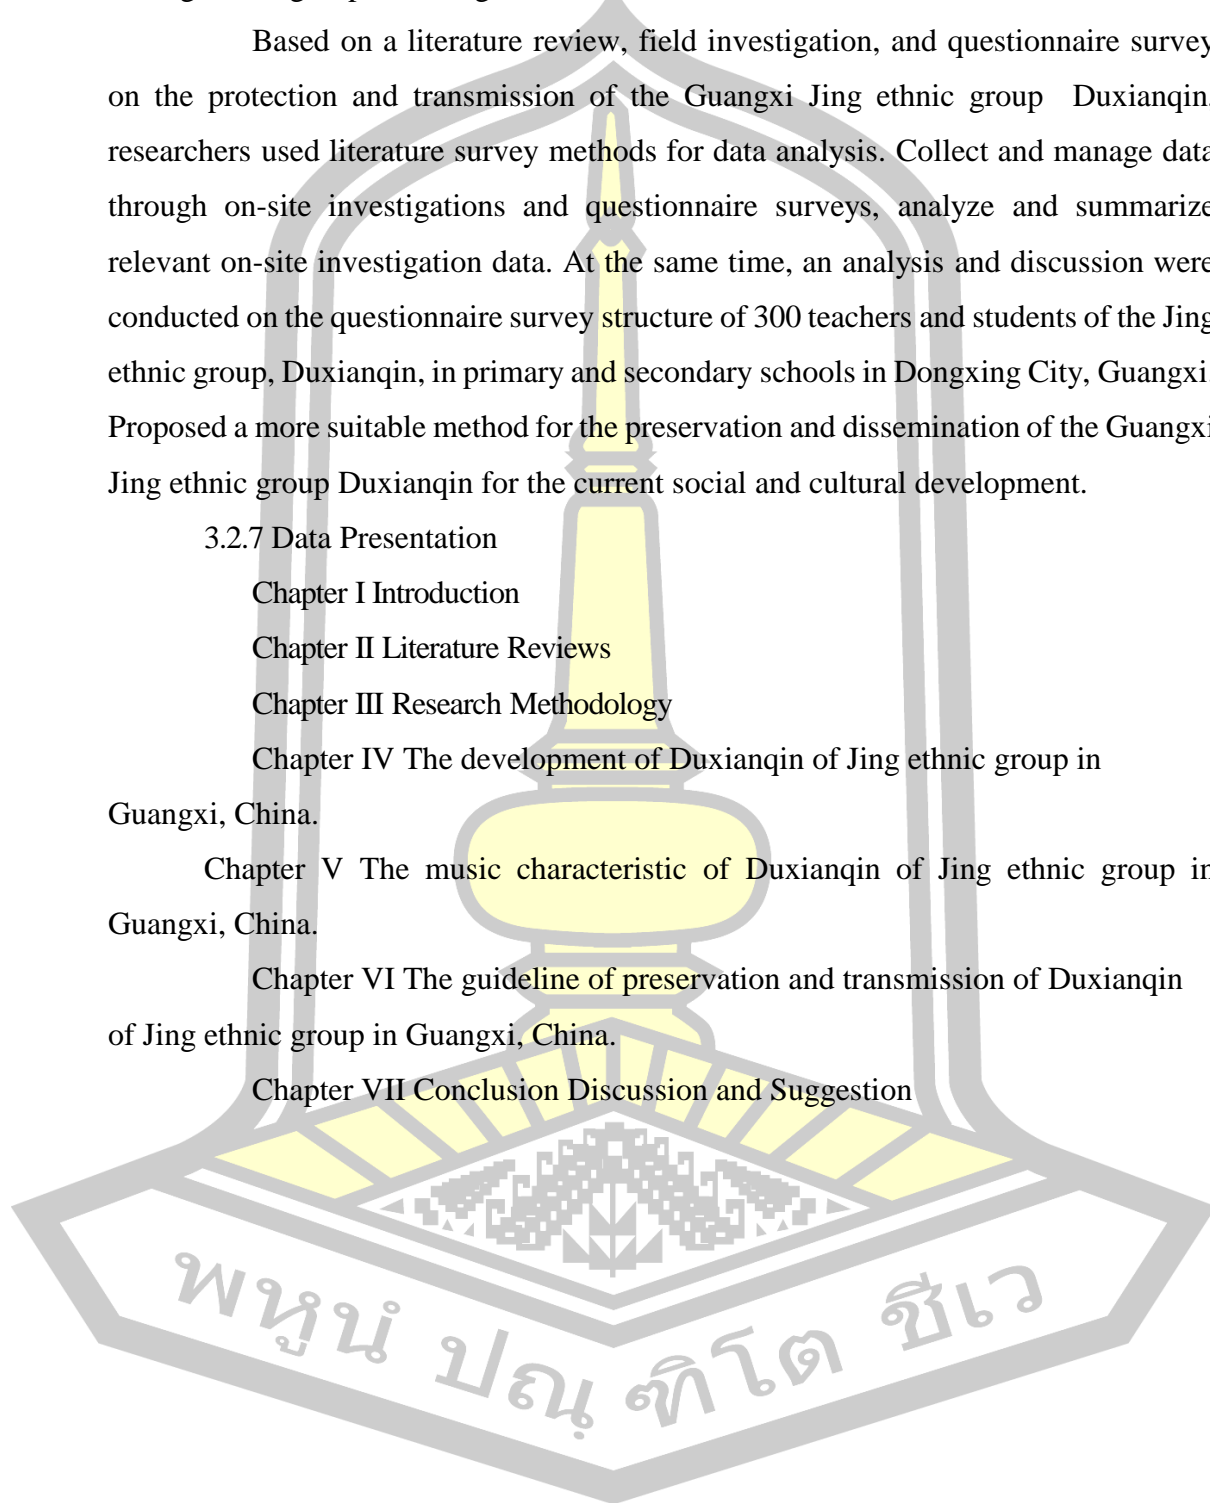 Based on a literature review, field investigation, and questionnaire survey
on the protection and transmission of the Guangxi Jing ethnic group Duxianqin,
researchers used literature survey methods for data analysis. Collect and manage data
through on-site investigations and questionnaire surveys, analyze and summarize
relevant on-site investigation data. At the same time, an analysis and discussion were
conducted on the questionnaire survey structure of 300 teachers and students of the Jing
ethnic group, Duxianqin, in primary and secondary schools in Dongxing City, Guangxi.
Proposed a more suitable method for the preservation and dissemination of the Guangxi
Jing ethnic group Duxianqin for the current social and cultural development.
3.2.7 Data Presentation
Chapter I Introduction
Chapter II Literature Reviews
Chapter III Research Methodology
Chapter IV The development of Duxianqin of Jing ethnic group in
Guangxi, China.
Chapter V The music characteristic of Duxianqin of Jing ethnic group in
Guangxi, China.
Chapter VI The guideline of preservation and transmission of Duxianqin
of Jing ethnic group in Guangxi, China.
Chapter VII Conclusion Discussion and Suggestion
พหูนํ ปณฺฑิโต ชีเว